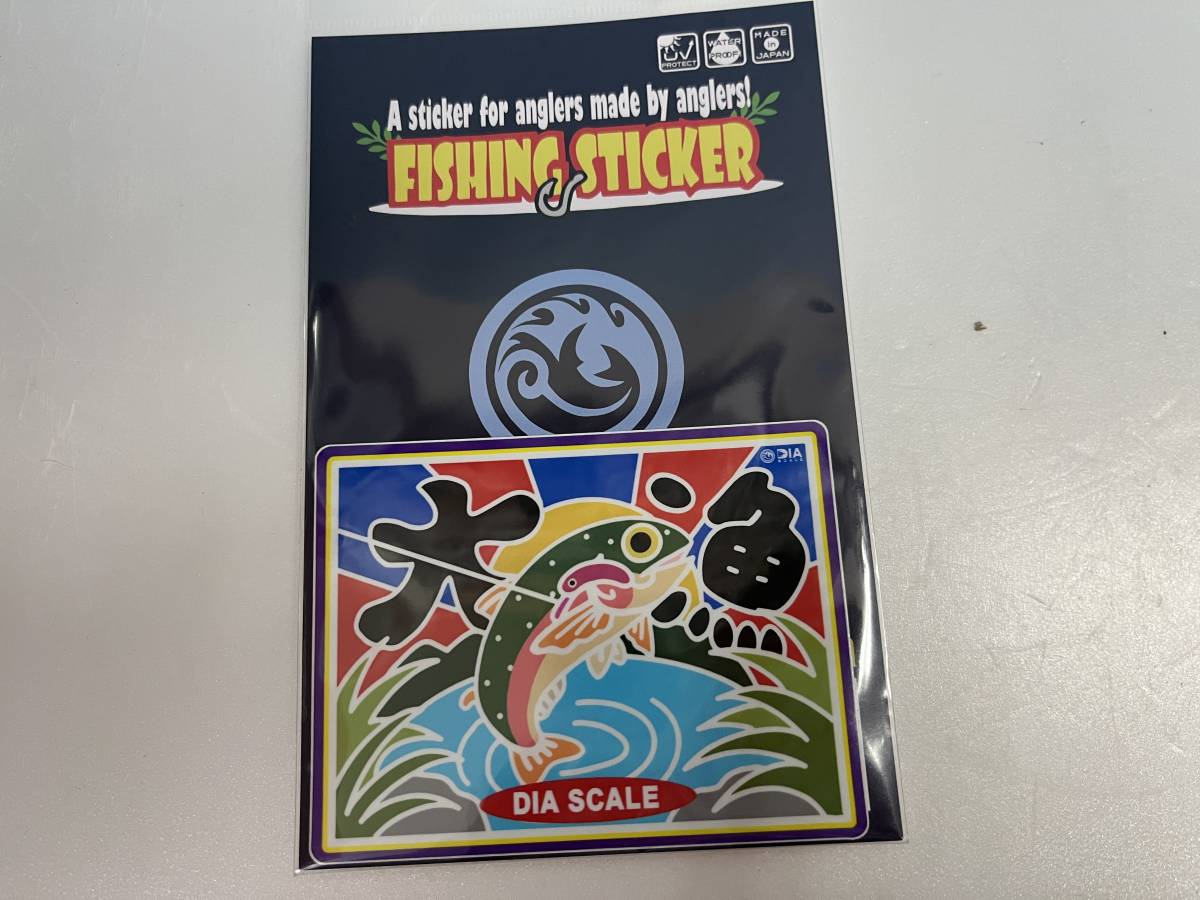 UV
PROTECT
WATER
PROOF
MADE
in
JAPAN
A sticker for anglers made by anglers!
FISHING STICKER
DIA
SCALE
大漁
DIA SCALE